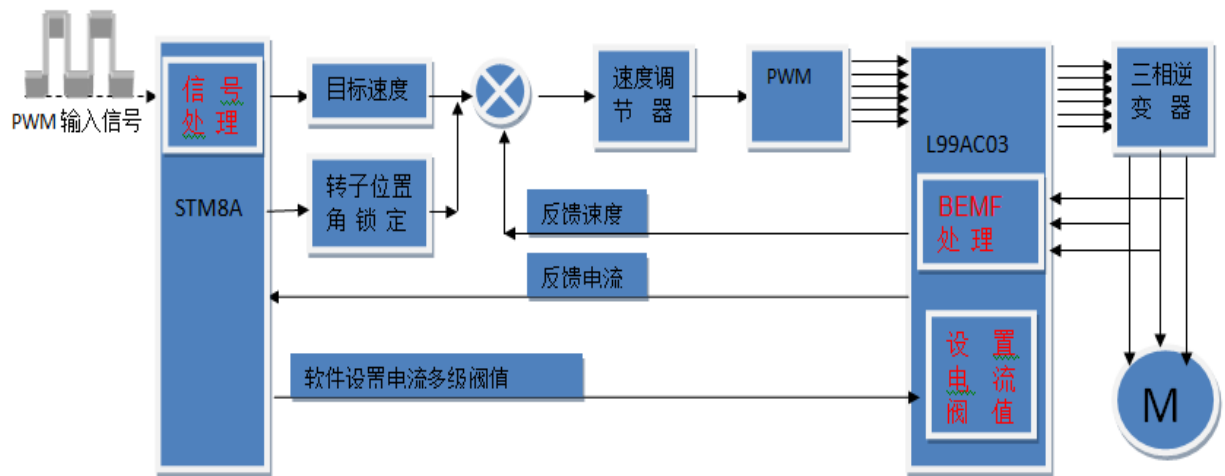 PWM 输入信号
信 号
处 理
STM8A
目标速度
转子位置
角 锁 定
速度调
节 器
PWM
反馈速度
反馈电流
软件设置电流多级阀值
L99AC03
BEMF
处 理
设 置
电 流
阀 值
三相逆
变 器
M